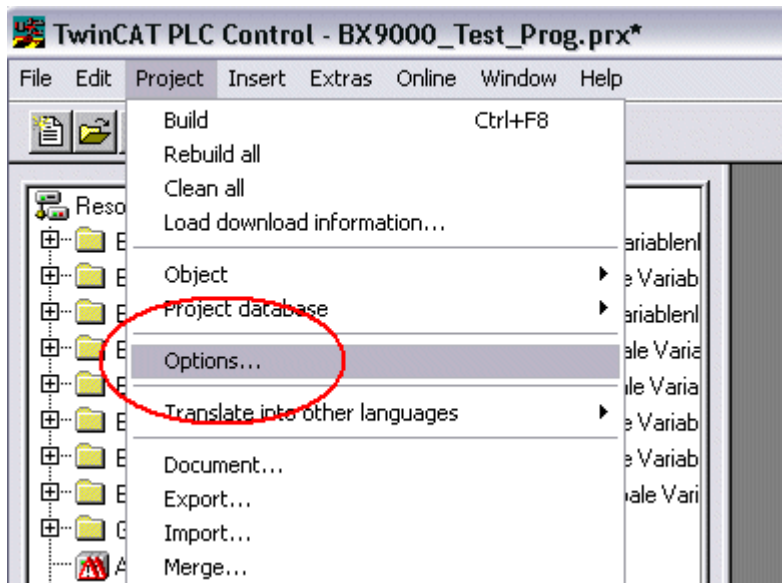 TwinCAT PLC Control - BX9000_Test_Prog.prx*
File Edit Project Insert Extras Online Window Help
Build Ctrl+F8
Rebuild all
Clean all
Load download information...
Object
Project database
Options...
Translate into other languages
Document...
Export...
Import...
Merge...